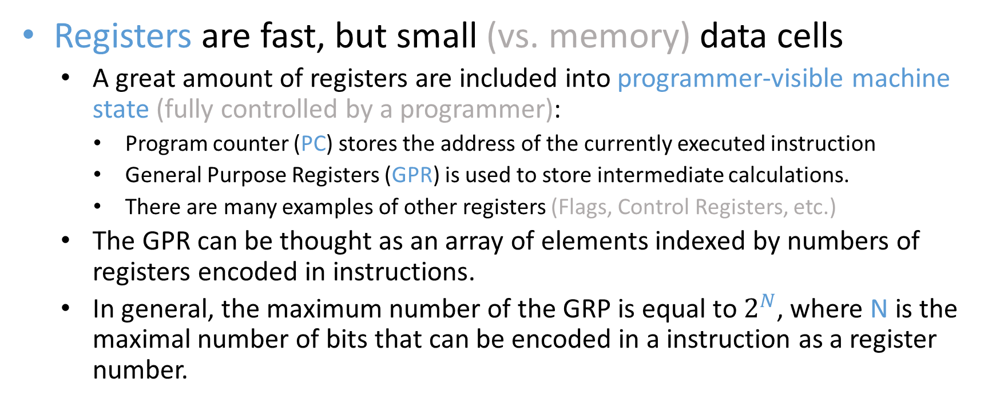 • Registers are fast, but small (vs. memory) data cells
• A great amount of registers are included into programmer-visible machine
state (fully controlled by a programmer):
• Program counter (PC) stores the address of the currently executed instruction
• General Purpose Registers (GPR) is used to store intermediate calculations.
• There are many examples of other registers (Flags, Control Registers, etc.)
• The GPR can be thought as an array of elements indexed by numbers of
registers encoded in instructions.
• In general, the maximum number of the GRP is equal to 2^N, where N is the
maximal number of bits that can be encoded in a instruction as a register
number.